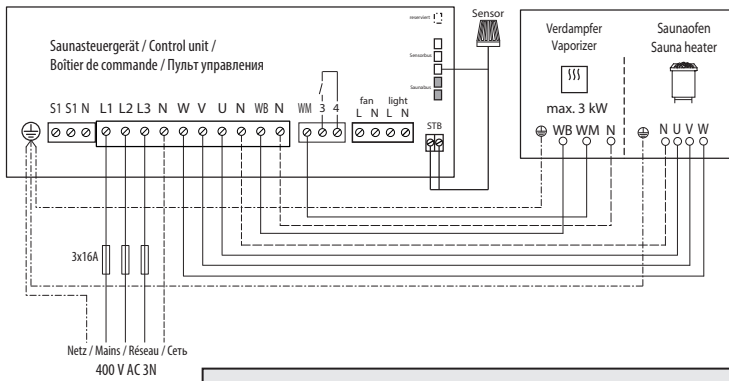 reserviert
Sensor
Sensorbus
Saunabus
Saunasteuergerät / Control unit /
Boîtier de commande / Пульт управления
Verdampfer
Vaporizer
max. 3 kW
Saunaofen
Sauna heater
S1 S1 N L1 L2 L3 N W V U N WB N WM 3 4
fan light
L N L N
STB
WB WM N
N U V W
3x16A
Netz / Mains / Réseau / Сеть
400 V AC 3N